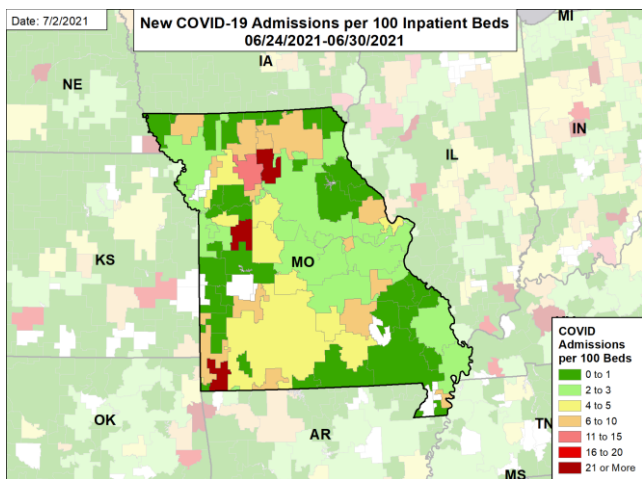 Date: 7/2/2021
New COVID-19 Admissions per 100 Inpatient Beds
06/24/2021-06/30/2021
MI
IA
NE
IN
IL
KS
MO
OK
AR
TN
MS
COVID
Admissions
per 100 Beds
0 to 1
2 to 3
4 to 5
6 to 10
11 to 15
16 to 20
21 or More